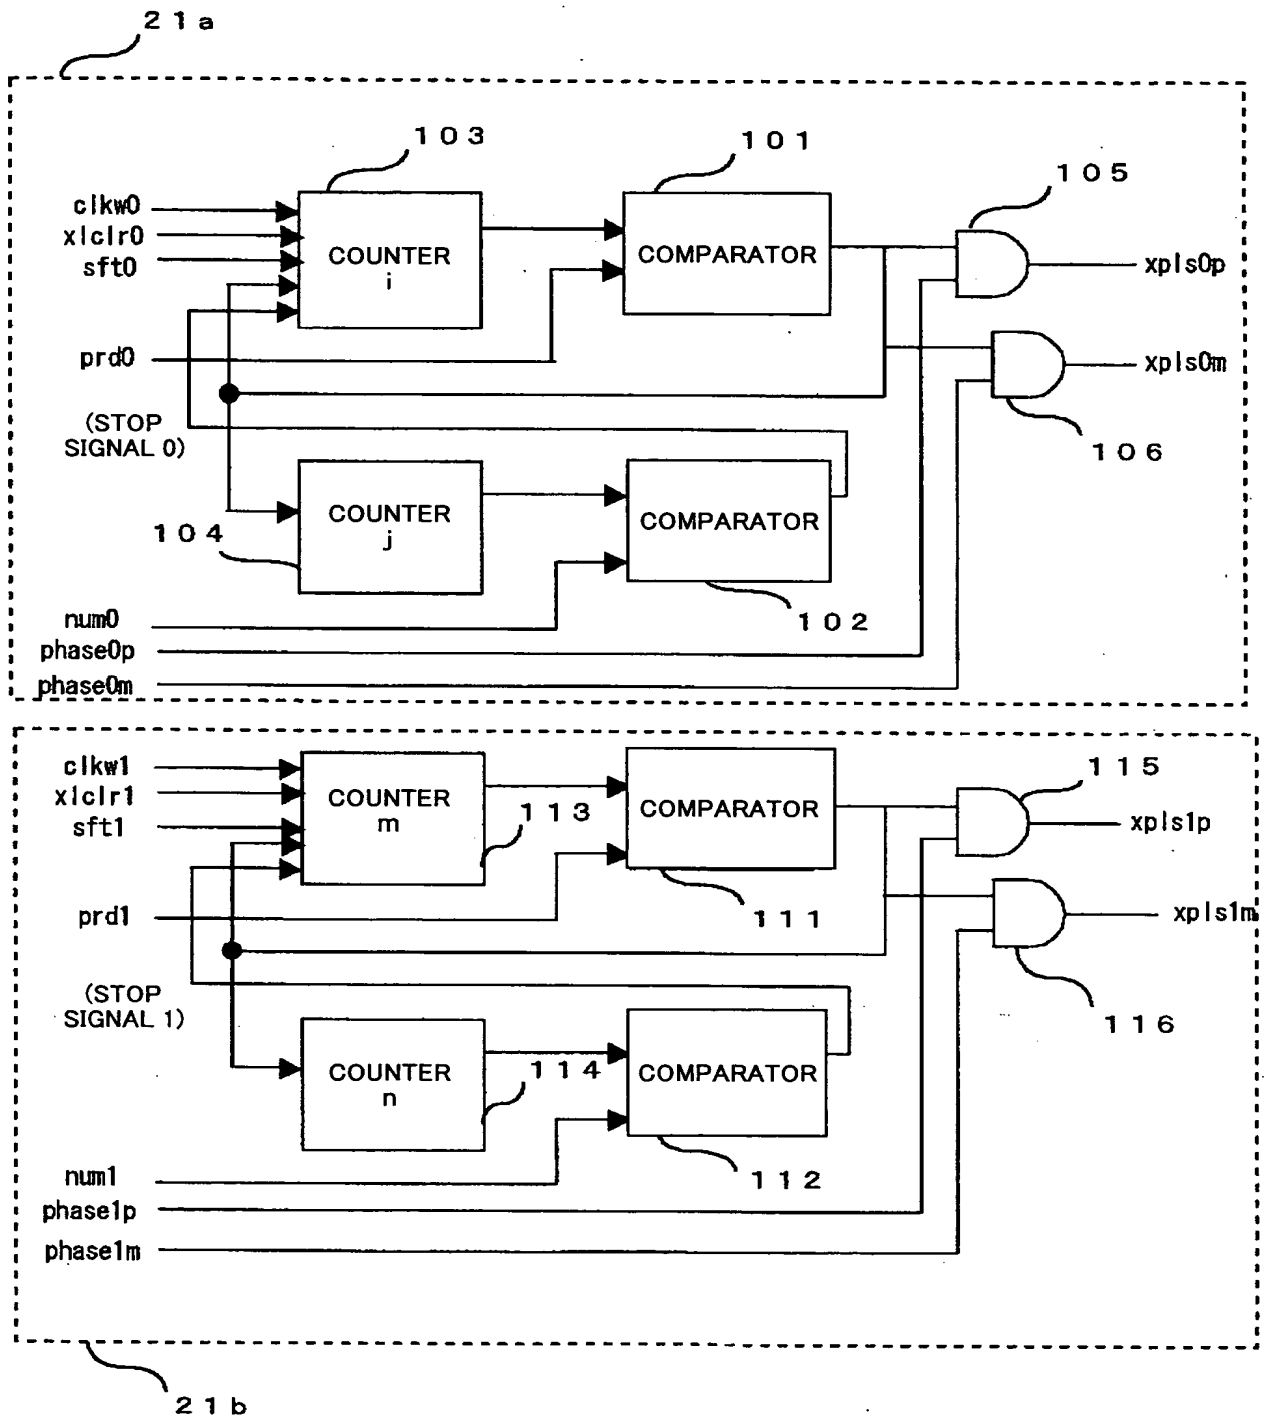 21a
103
101
105
clkw0
xlclr0
sft0
COUNTER
i
COMPARATOR
xpls0p
prd0
xpls0m
(STOP
SIGNAL 0)
106
104
COUNTER
j
COMPARATOR
num0
102
phase0p
phase0m
clkw1
xlclr1
sft1
COUNTER
m
113
COMPARATOR
115
xpls1p
prd1
111
xpls1m
(STOP
SIGNAL 1)
116
COUNTER
n
114
COMPARATOR
num1
112
phase1p
phase1m
21b